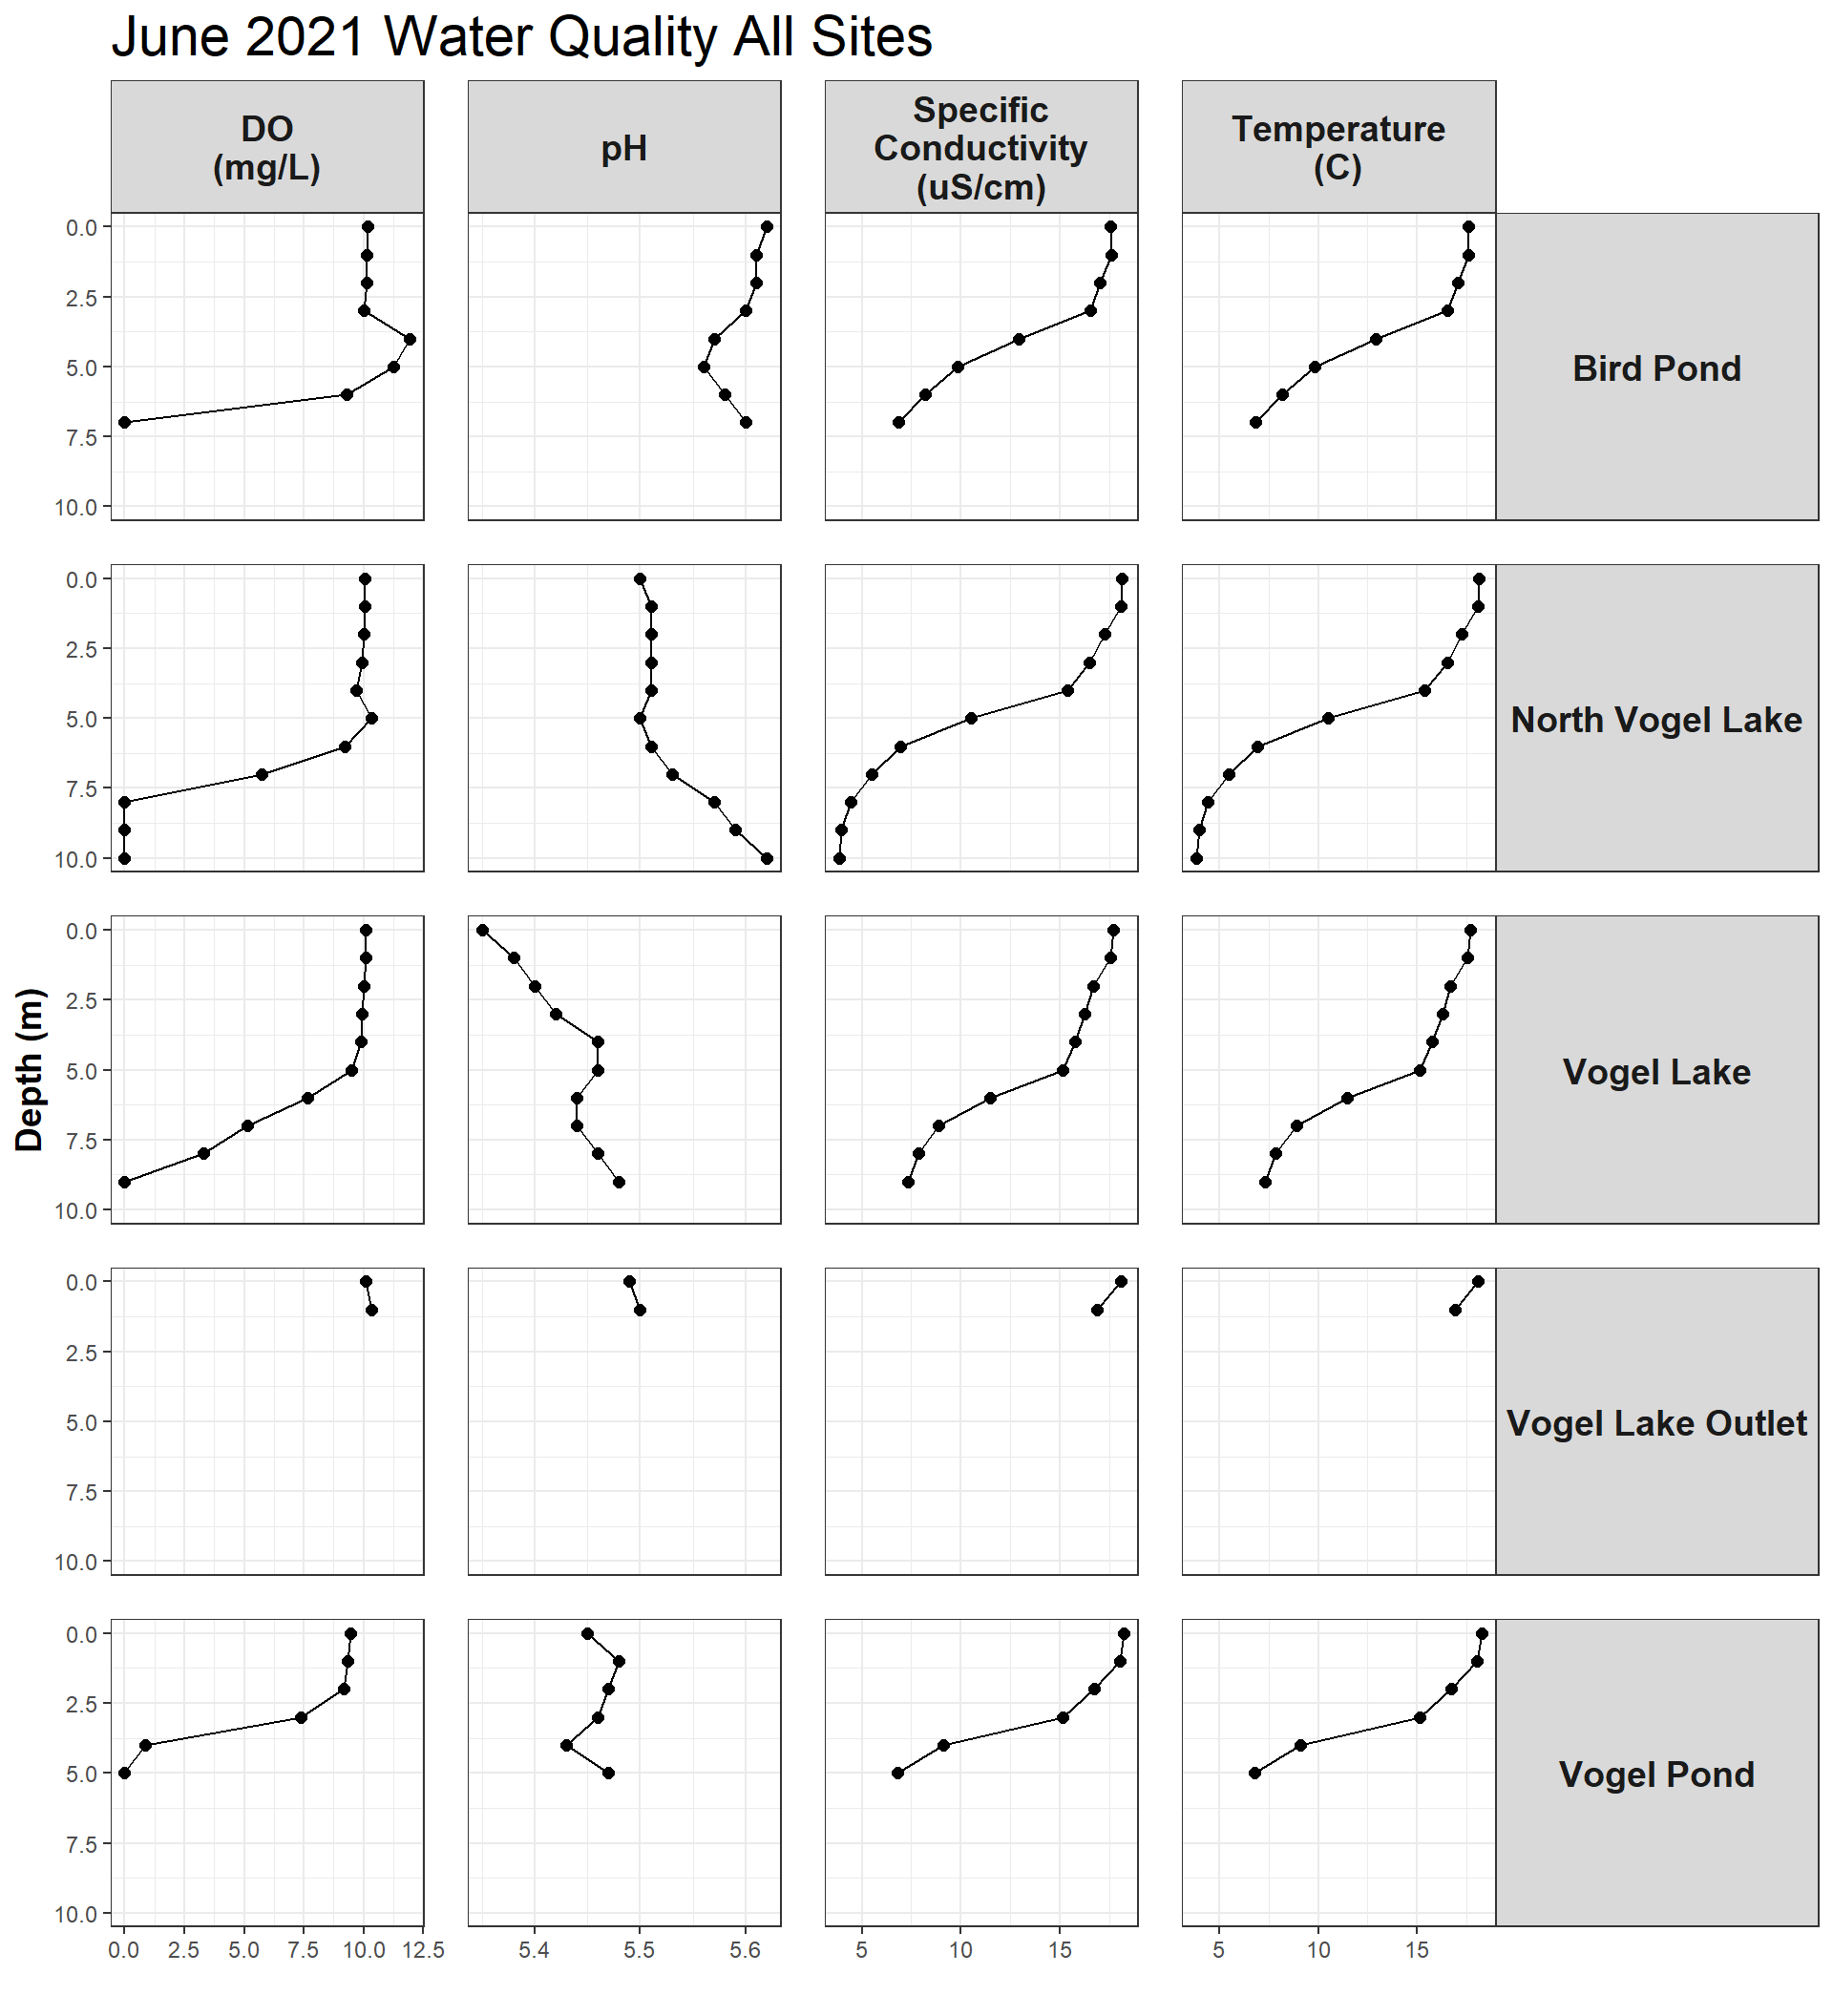 June 2021 Water Quality All Sites
DO
(mg/L)
pH
Specific
Conductivity
(uS/cm)
Temperature
(C)
0.0
2.5
5.0
7.5
10.0
Bird Pond
0.0
2.5
5.0
7.5
10.0
North Vogel Lake
Depth (m)
0.0
2.5
5.0
7.5
10.0
Vogel Lake
0.0
2.5
5.0
7.5
10.0
Vogel Lake Outlet
0.0
2.5
5.0
7.5
10.0
Vogel Pond
0.0 2.5 5.0 7.5 10.0 12.5
5.4 5.5 5.6
5 10 15
5 10 15